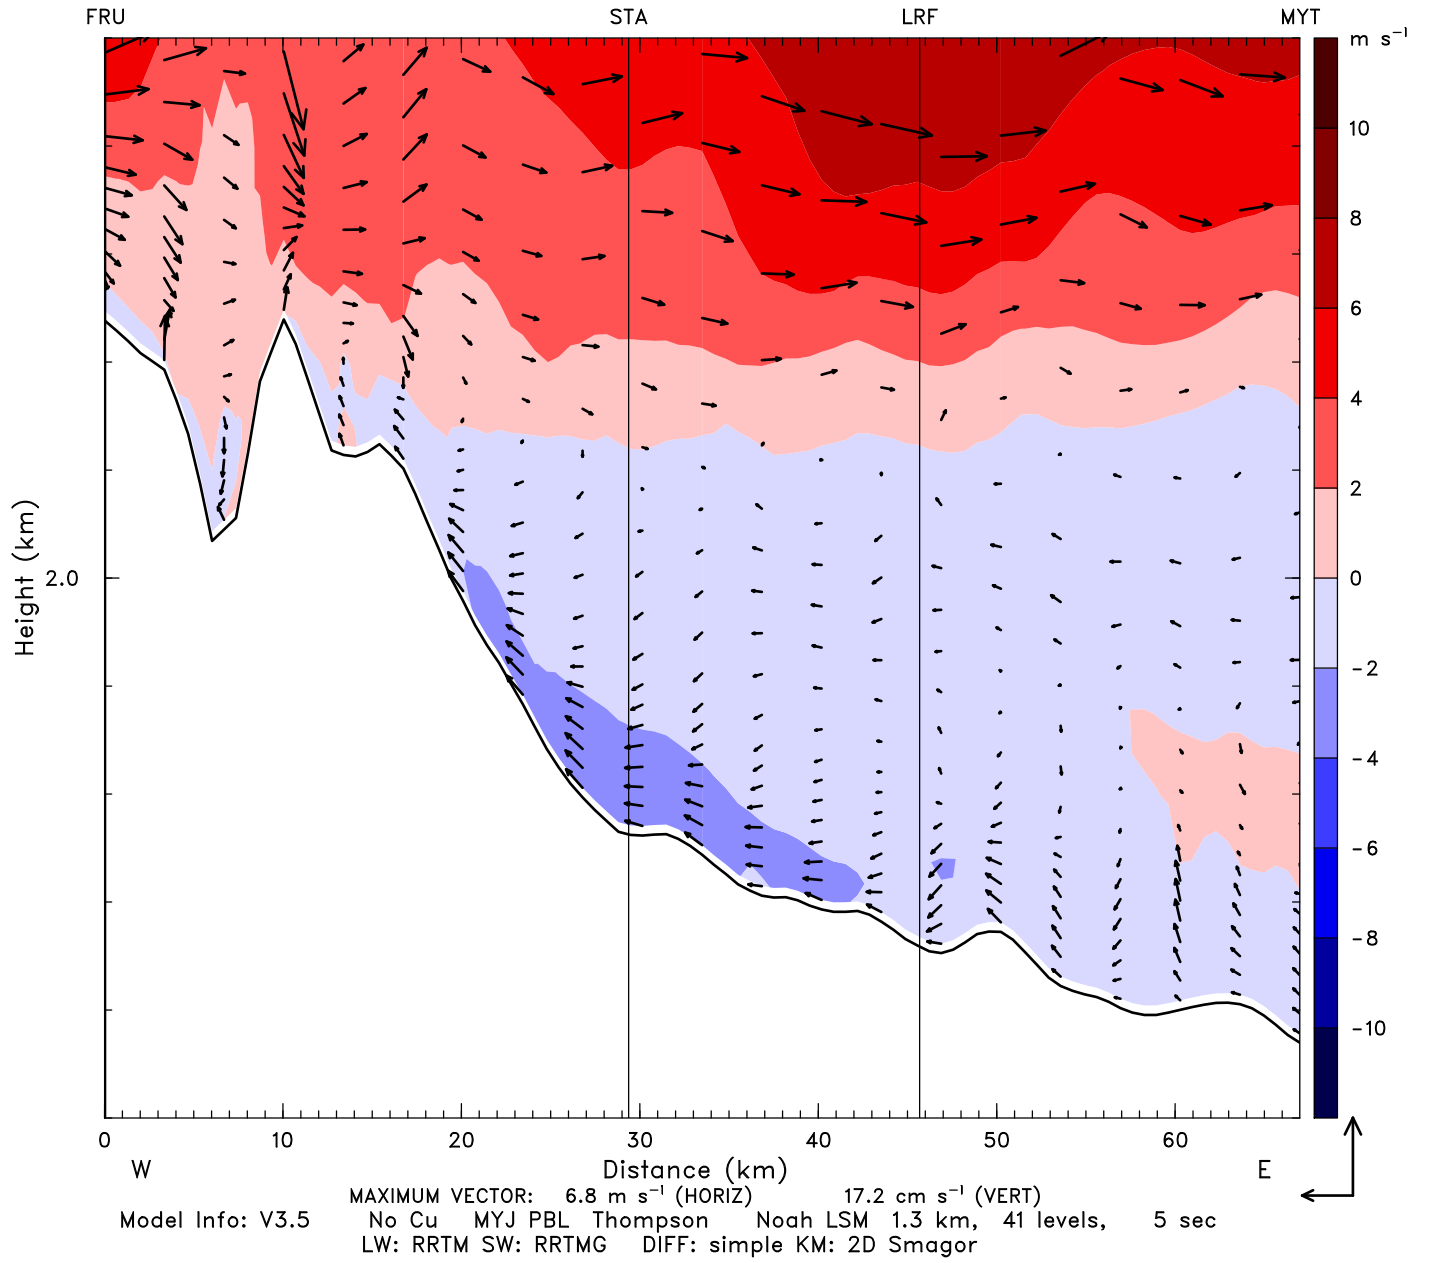 FRU STA LRF MYT
m s⁻¹
10
8
6
4
2
0
-2
-4
-6
-8
-10
Height (km)
2.0
0 10 20 30 40 50 60
W Distance (km) E
MAXIMUM VECTOR: 6.8 m s⁻¹ (HORIZ) 17.2 cm s⁻¹ (VERT)
Model Info: V3.5 No Cu MYJ PBL Thompson Noah LSM 1.3 km, 41 levels, 5 sec
LW: RRTM SW: RRTMG DIFF: simple KM: 2D Smagor